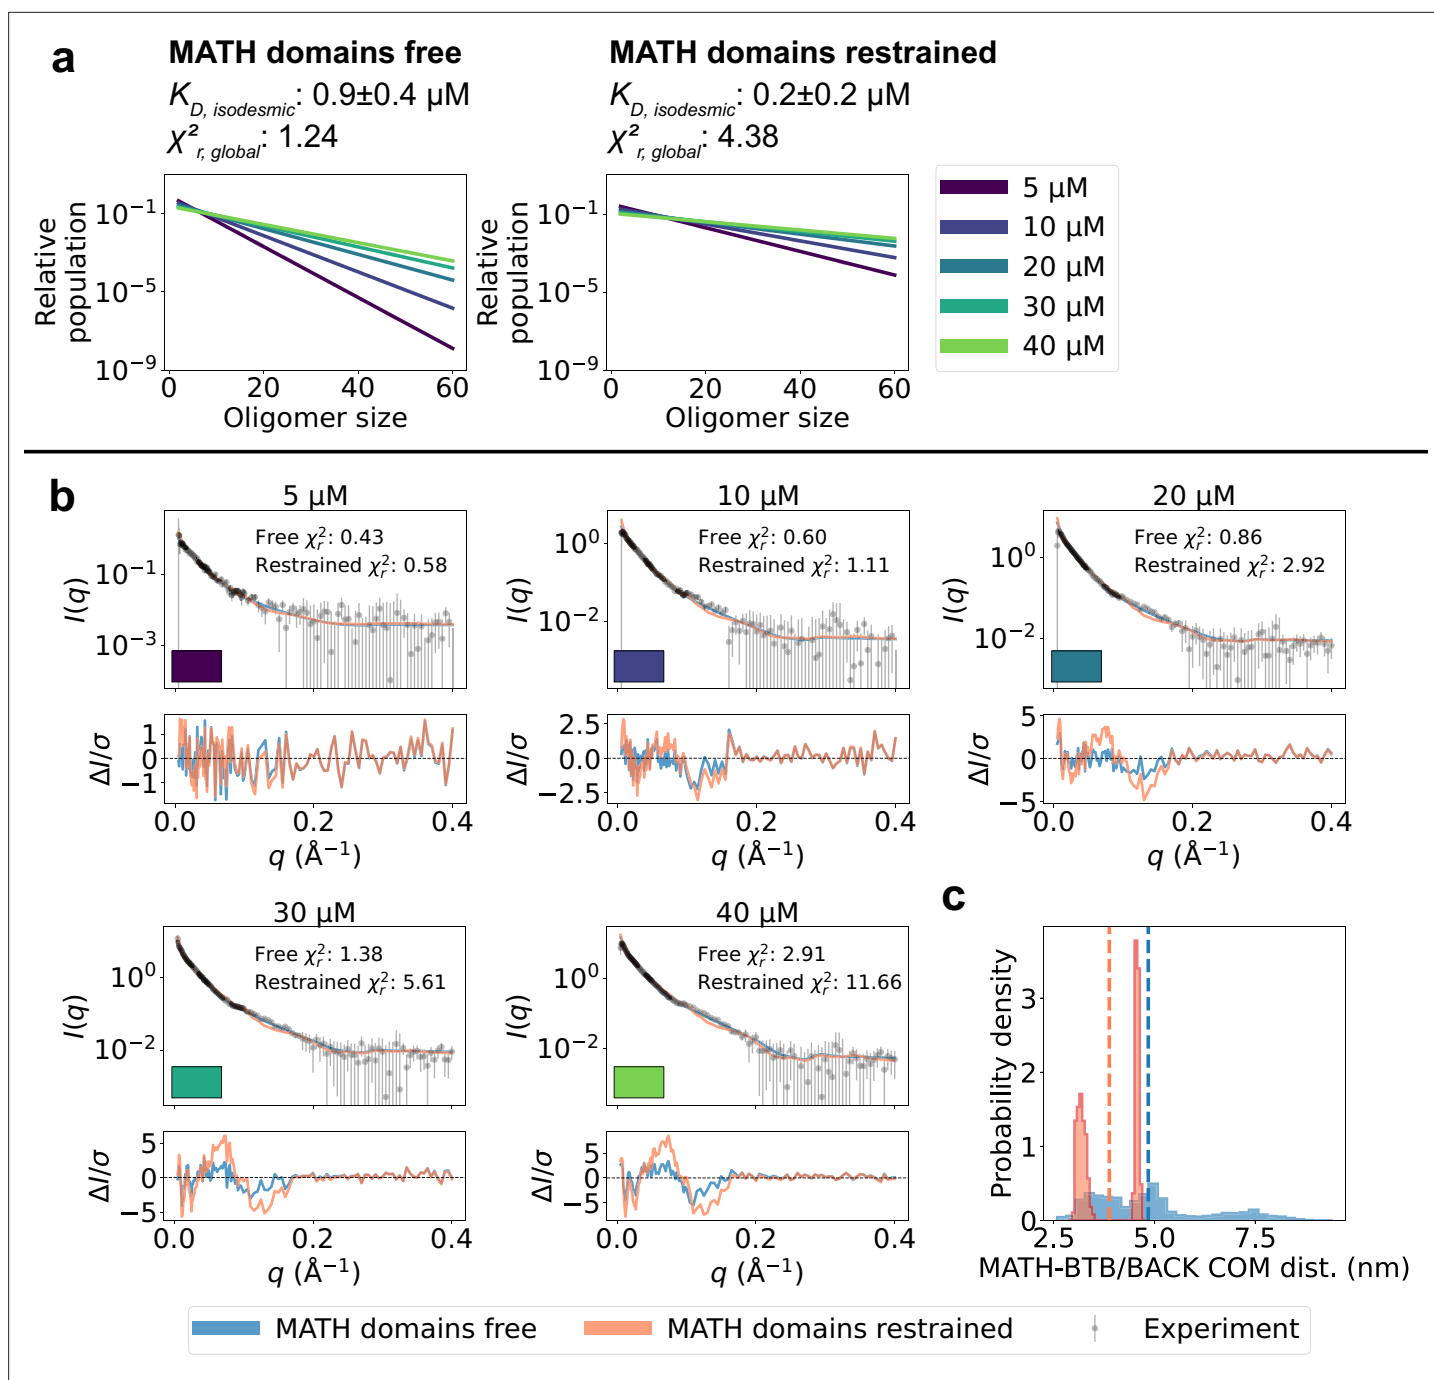 a
MATH domains free
K_D, isodesmic: 0.9±0.4 μM
χ²_r, global: 1.24
MATH domains restrained
K_D, isodesmic: 0.2±0.2 μM
χ²_r, global: 4.38
Relative population
10⁻¹
10⁻⁵
10⁻⁹
0 20 40 60
Oligomer size
Relative population
10⁻¹
10⁻⁵
10⁻⁹
0 20 40 60
Oligomer size
5 μM
10 μM
20 μM
30 μM
40 μM
b
5 μM
Free χ²_r: 0.43
Restrained χ²_r: 0.58
I(q)
10⁻¹
10⁻³
ΔI/σ
1
0
−1
0.0 0.2 0.4
q (Å⁻¹)
10 μM
Free χ²_r: 0.60
Restrained χ²_r: 1.11
I(q)
10⁰
10⁻²
ΔI/σ
2.5
0.0
−2.5
0.0 0.2 0.4
q (Å⁻¹)
20 μM
Free χ²_r: 0.86
Restrained χ²_r: 2.92
I(q)
10⁰
10⁻²
ΔI/σ
5
0
−5
0.0 0.2 0.4
q (Å⁻¹)
30 μM
Free χ²_r: 1.38
Restrained χ²_r: 5.61
I(q)
10⁰
10⁻²
ΔI/σ
5
0
−5
0.0 0.2 0.4
q (Å⁻¹)
40 μM
Free χ²_r: 2.91
Restrained χ²_r: 11.66
I(q)
10⁰
10⁻²
ΔI/σ
5
0
−5
0.0 0.2 0.4
q (Å⁻¹)
c
Probability density
3
2
1
0
2.5 5.0 7.5
MATH-BTB/BACK COM dist. (nm)
MATH domains free
MATH domains restrained
Experiment